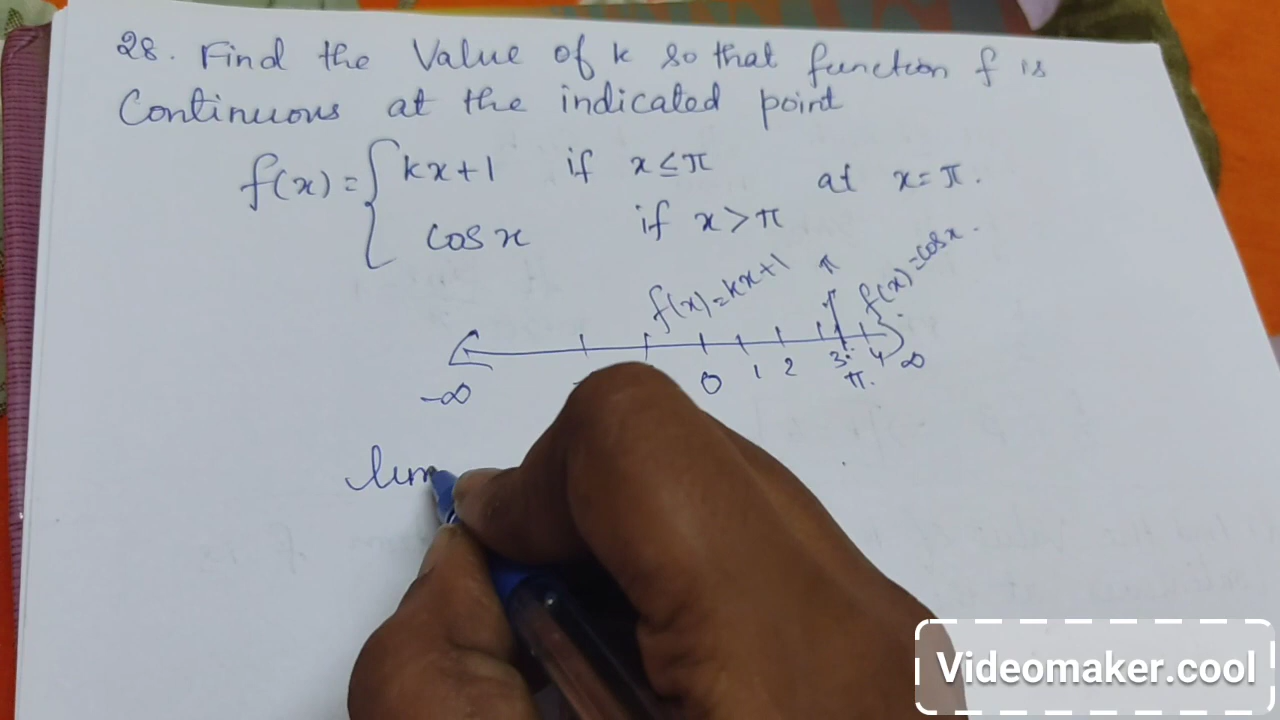 28. Find the Value of k so that function f is
Continuous at the indicated point
f(x) = { kx+1 if x ≤ π at x = π.
cos x if x > π
f(x) = kx+1 π f(x) = cos x.
-∞ 0 1 2 3 4 ∞
π.
lim
Videomaker.cool